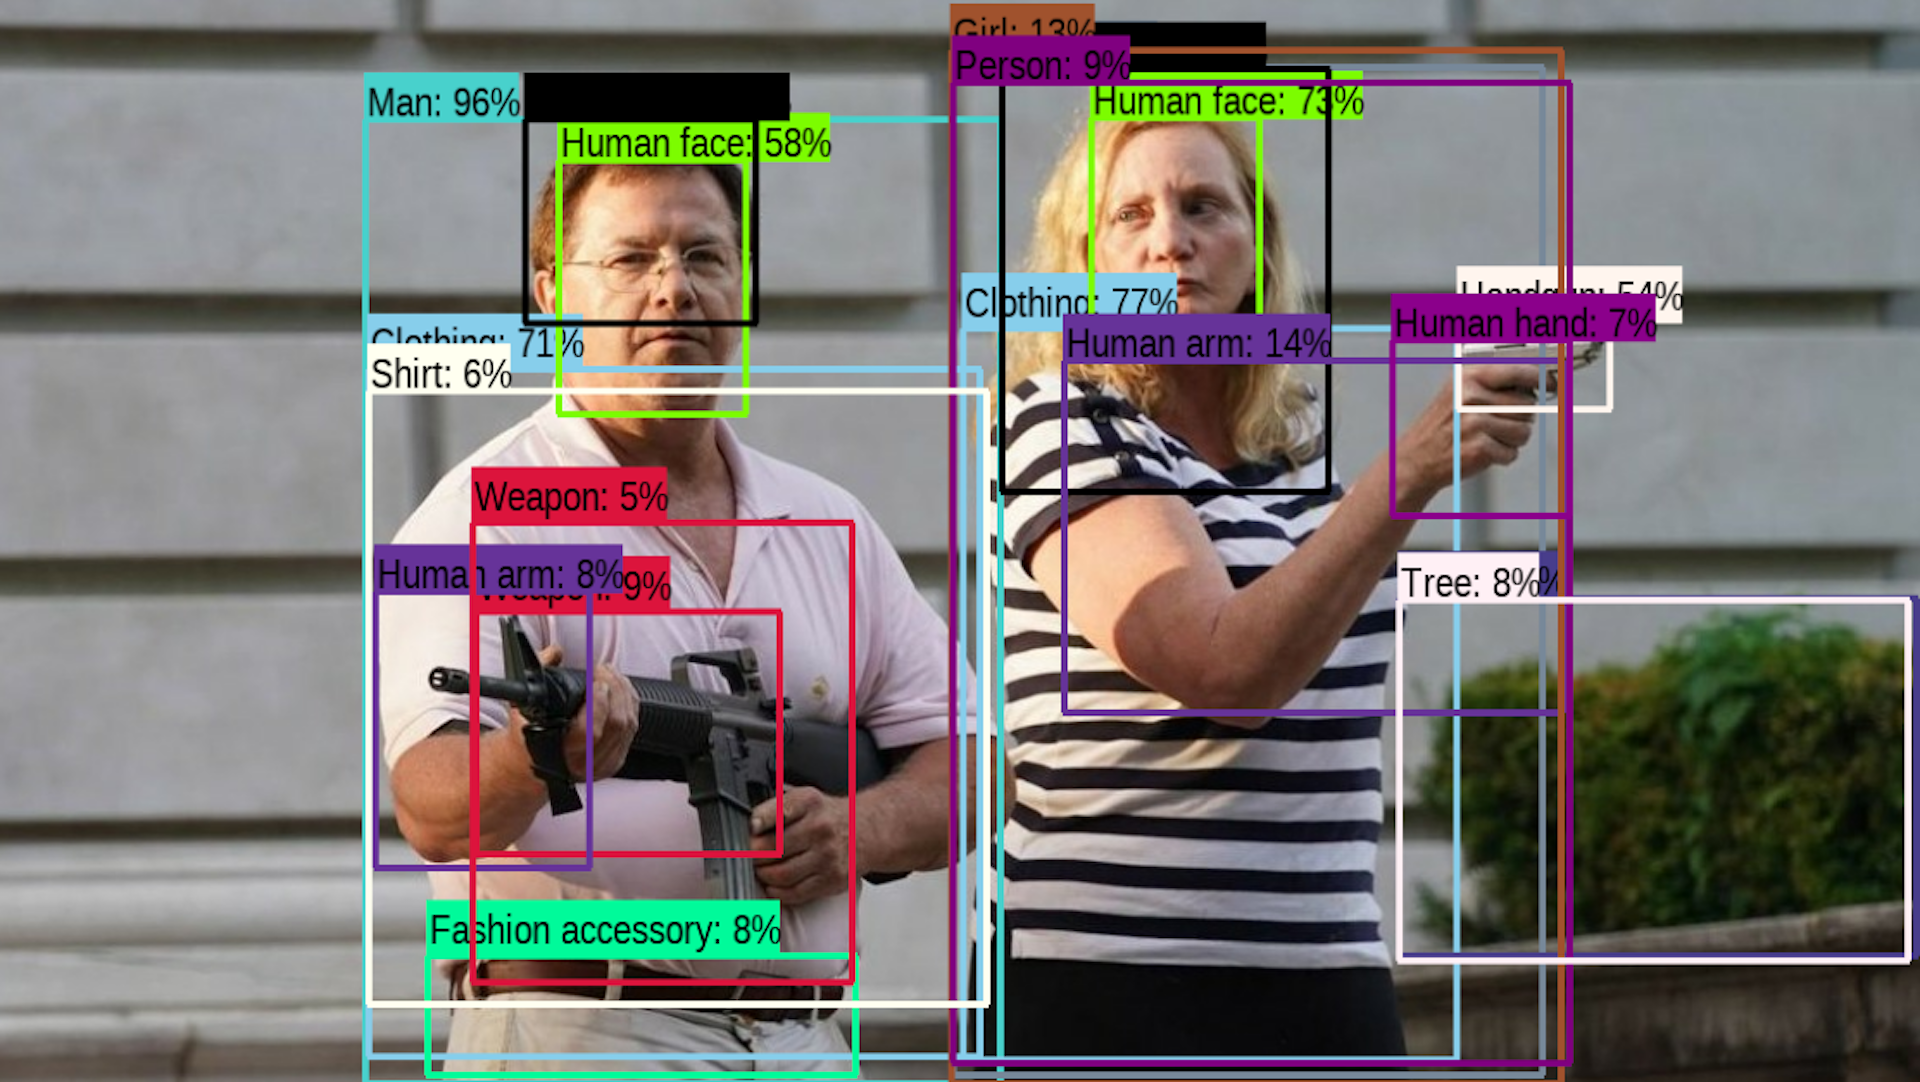 Girl: 13%
Person: 9%
Man: 96%
Human face: 73%
Human face: 58%
Clothing: 77%
Handgun: 54%
Human hand: 7%
Clothing: 71%
Human arm: 14%
Shirt: 6%
Weapon: 5%
Human arm: 8%
Weapon: 9%
Tree: 8%
%
Fashion accessory: 8%